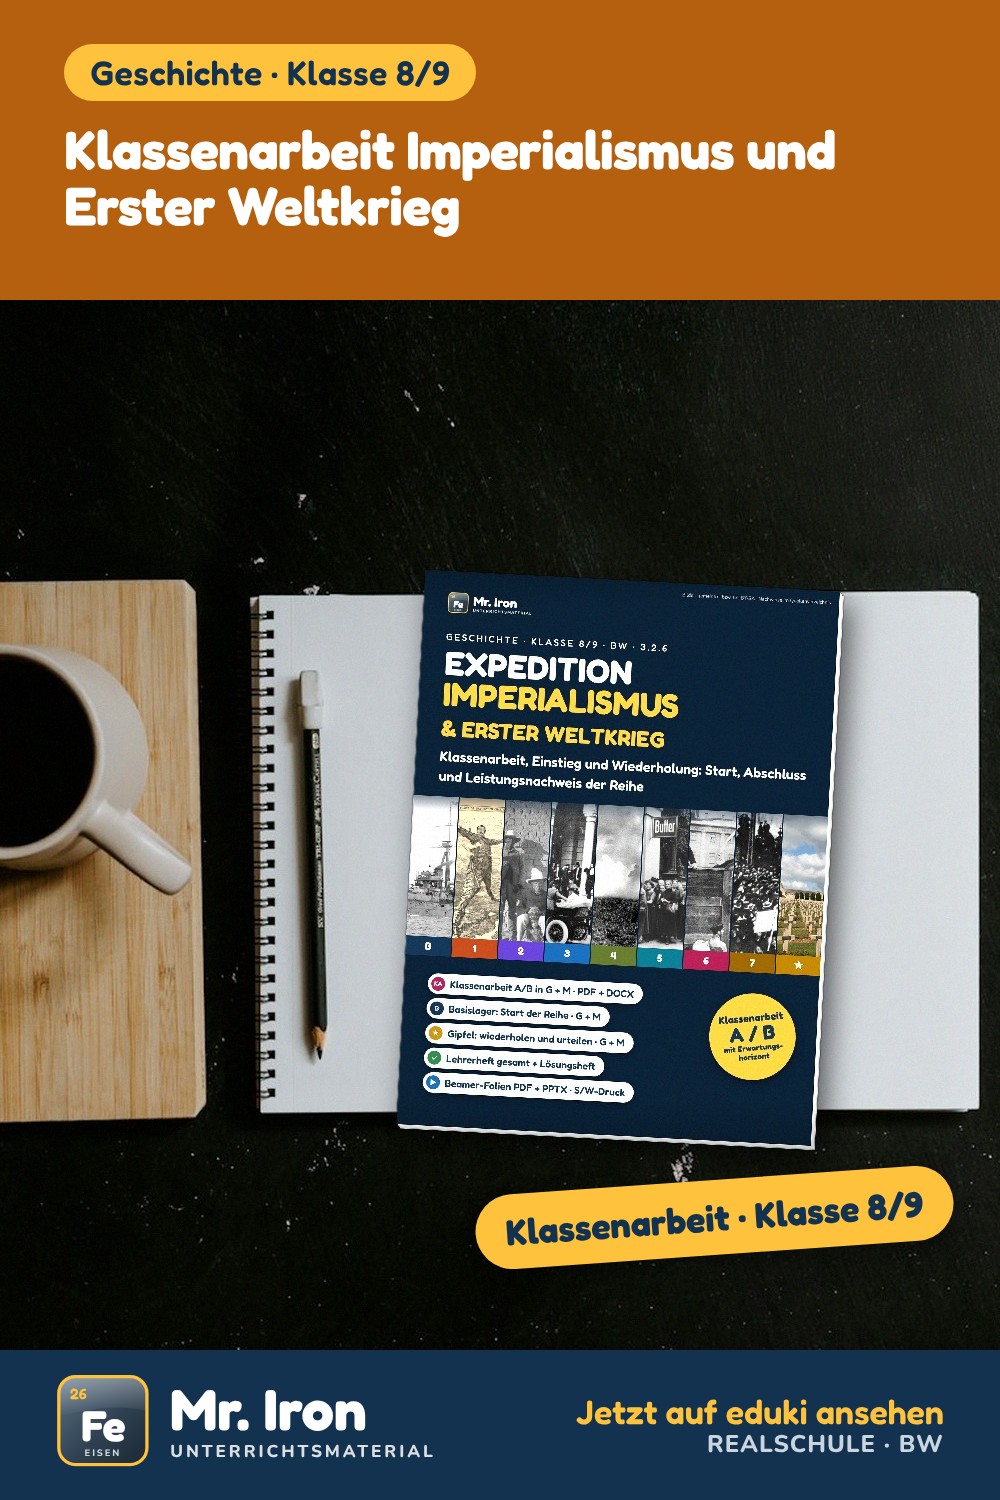 Geschichte · Klasse 8/9
Klassenarbeit Imperialismus und
Erster Weltkrieg
Fe
Mr. Iron
UNTERRICHTSMATERIAL
GESCHICHTE · KLASSE 8/9 · BW · 3.2.6
EXPEDITION
IMPERIALISMUS
& ERSTER WELTKRIEG
Klassenarbeit, Einstieg und Wiederholung: Start, Abschluss
und Leistungsnachweis der Reihe
Butter
0 1 2 3 4 5 6 7 ★
KA Klassenarbeit A/B in G + M · PDF + DOCX
Basislager: Start der Reihe · G + M
★ Gipfel: wiederholen und urteilen · G + M
✓ Lehrerheft gesamt + Lösungsheft
▶ Beamer-Folien PDF + PPTX · S/W-Druck
Klassenarbeit
A / B
mit Erwartungs-
horizont
Klassenarbeit · Klasse 8/9
26
Fe
EISEN
Mr. Iron
UNTERRICHTSMATERIAL
Jetzt auf eduki ansehen
REALSCHULE · BW